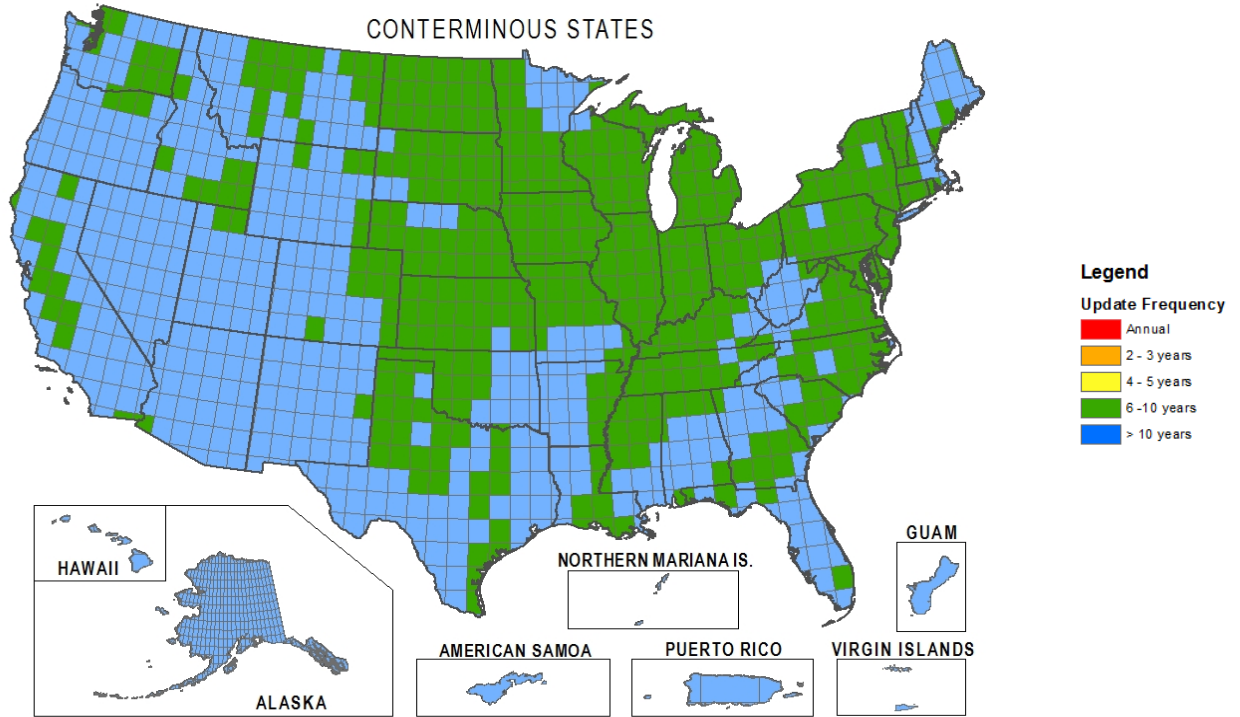 CONTERMINOUS STATES
Legend
Update Frequency
Annual
2 - 3 years
4 - 5 years
6 -10 years
> 10 years
HAWAII
ALASKA
NORTHERN MARIANA IS.
GUAM
AMERICAN SAMOA
PUERTO RICO
VIRGIN ISLANDS